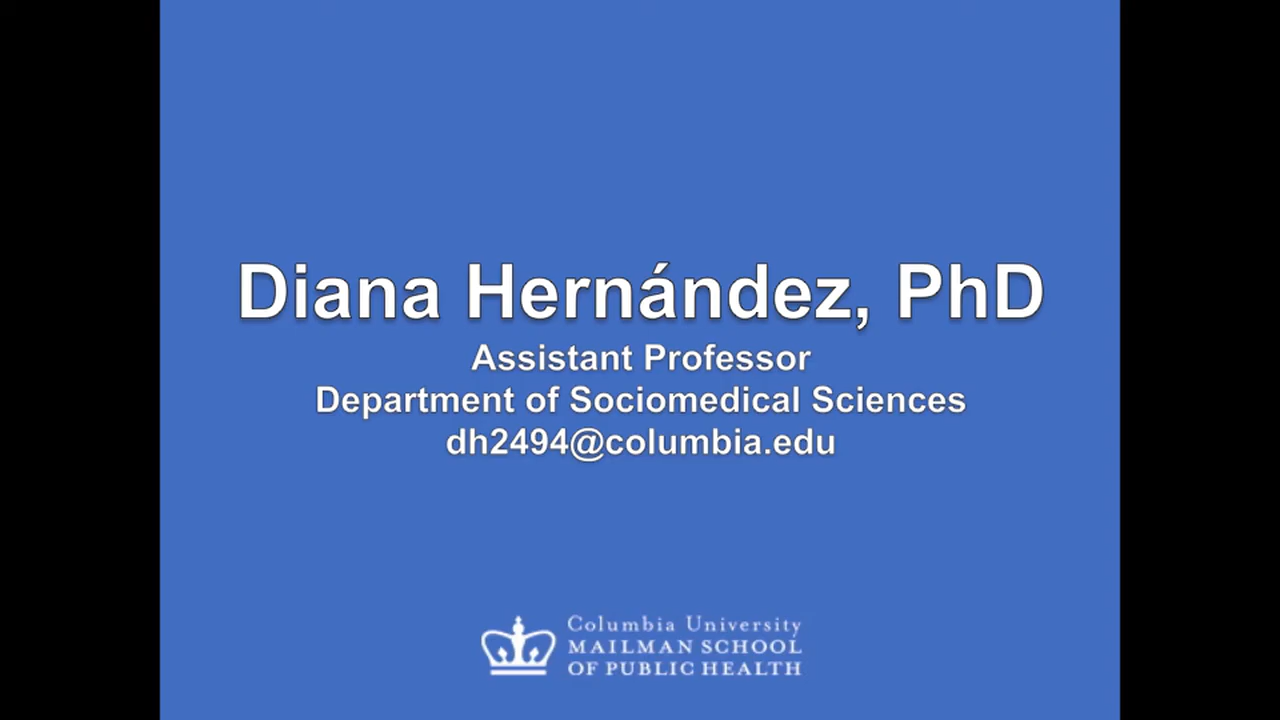 Diana Hernández, PhD
Assistant Professor
Department of Sociomedical Sciences
dh2494@columbia.edu
Columbia University
MAILMAN SCHOOL
OF PUBLIC HEALTH